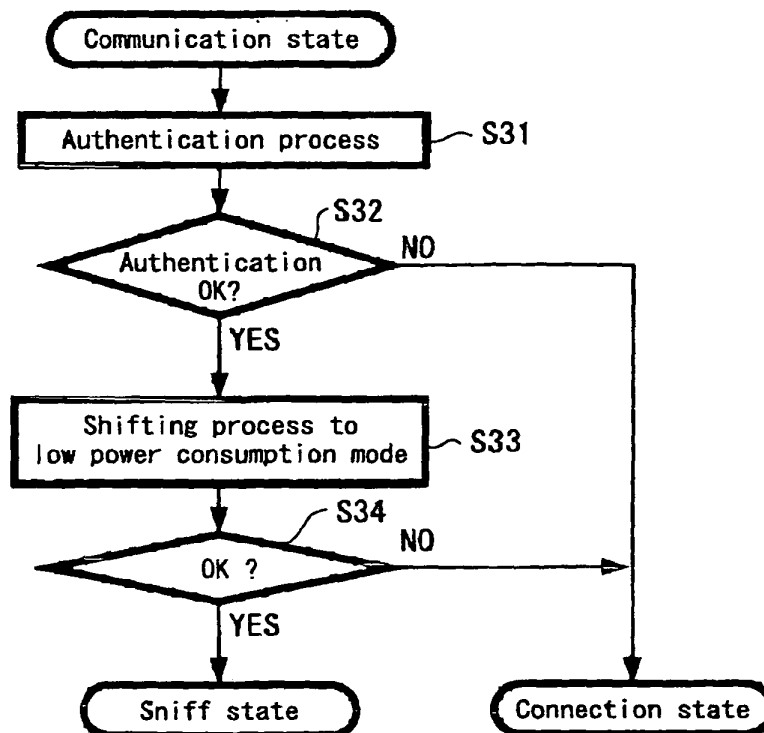 Communication state
Authentication process
S31
S32
Authentication
OK?
NO
YES
Shifting process to
low power consumption mode
S33
S34
OK ?
NO
YES
Sniff state
Connection state